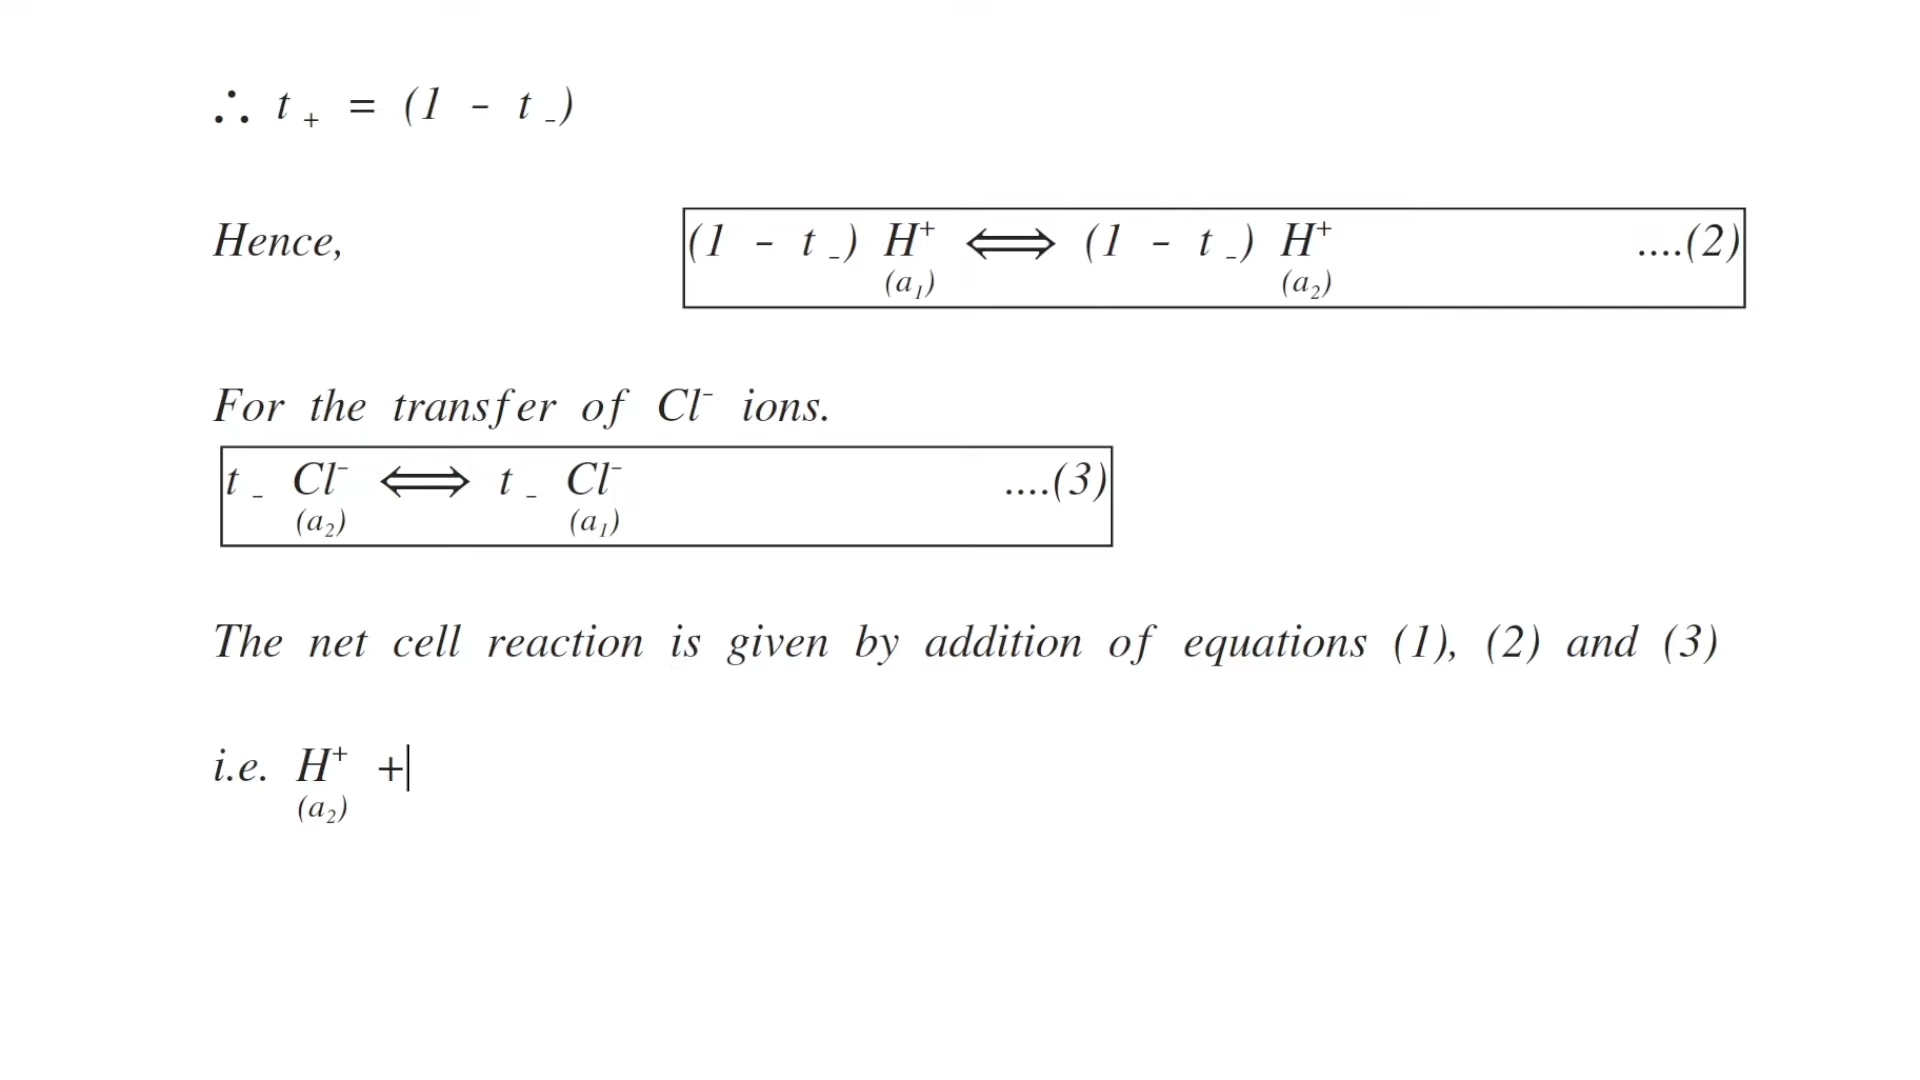 ∴ t₊ = (1 - t₋)
Hence, (1 - t₋) H⁺ ⟺ (1 - t₋) H⁺ ....(2)
(a₁) (a₂)
For the transfer of Cl⁻ ions.
t₋ Cl⁻ ⟺ t₋ Cl⁻ ....(3)
(a₂) (a₁)
The net cell reaction is given by addition of equations (1), (2) and (3)
i.e. H⁺ +
(a₂)